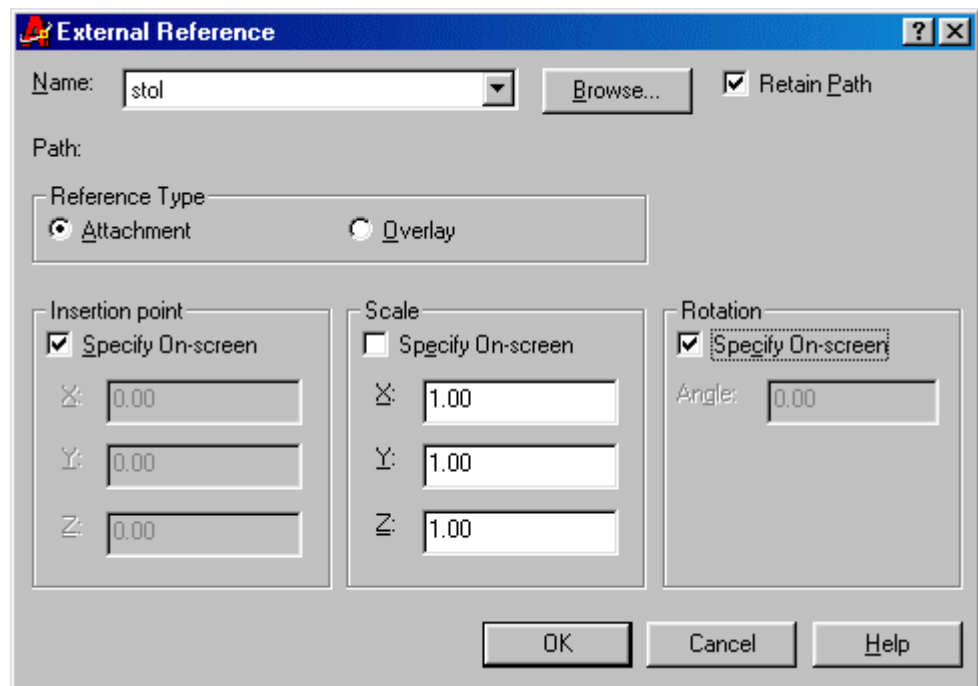 External Reference
Name: stol Browse... Retain Path
Path:
Reference Type
Attachment Overlay
Insertion point
Specify On-screen
X: 0.00
Y: 0.00
Z: 0.00
Scale
Specify On-screen
X: 1.00
Y: 1.00
Z: 1.00
Rotation
Specify On-screen
Angle: 0.00
OK Cancel Help